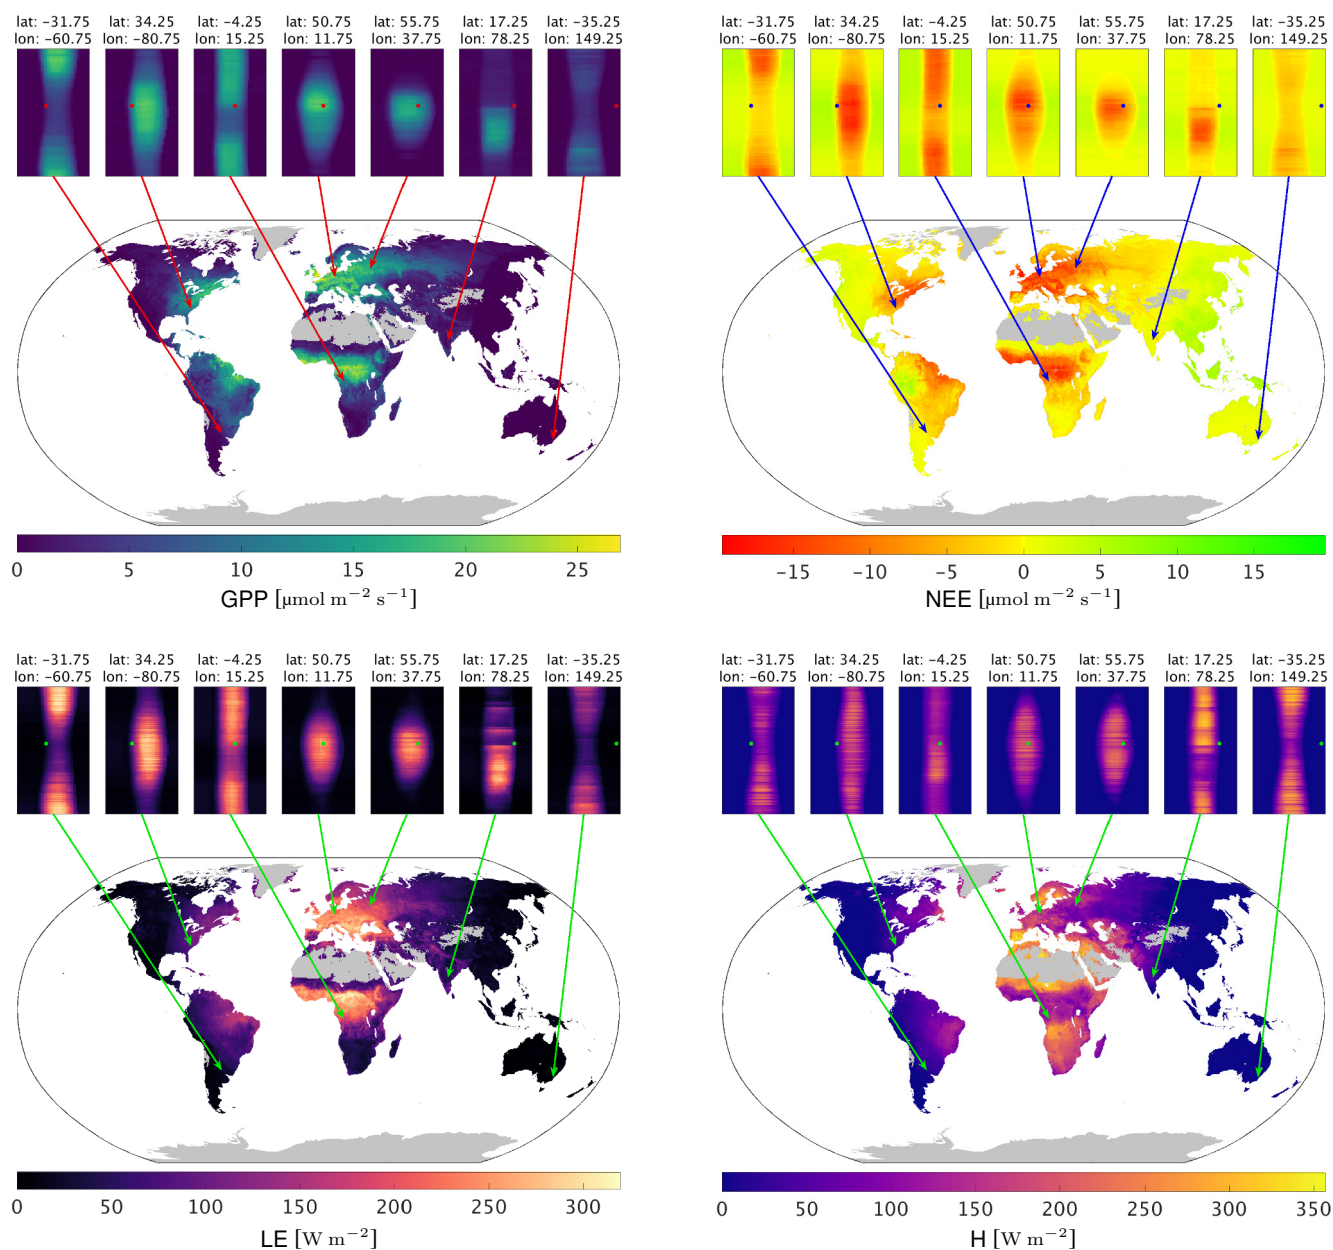 lat: −31.75 lat: 34.25 lat: −4.25 lat: 50.75 lat: 55.75 lat: 17.25 lat: −35.25
lon: −60.75 lon: −80.75 lon: 15.25 lon: 11.75 lon: 37.75 lon: 78.25 lon: 149.25
0 5 10 15 20 25
GPP [µmol m−2 s−1]
lat: −31.75 lat: 34.25 lat: −4.25 lat: 50.75 lat: 55.75 lat: 17.25 lat: −35.25
lon: −60.75 lon: −80.75 lon: 15.25 lon: 11.75 lon: 37.75 lon: 78.25 lon: 149.25
−15 −10 −5 0 5 10 15
NEE [µmol m−2 s−1]
lat: −31.75 lat: 34.25 lat: −4.25 lat: 50.75 lat: 55.75 lat: 17.25 lat: −35.25
lon: −60.75 lon: −80.75 lon: 15.25 lon: 11.75 lon: 37.75 lon: 78.25 lon: 149.25
0 50 100 150 200 250 300
LE [W m−2]
lat: −31.75 lat: 34.25 lat: −4.25 lat: 50.75 lat: 55.75 lat: 17.25 lat: −35.25
lon: −60.75 lon: −80.75 lon: 15.25 lon: 11.75 lon: 37.75 lon: 78.25 lon: 149.25
0 50 100 150 200 250 300 350
H [W m−2]